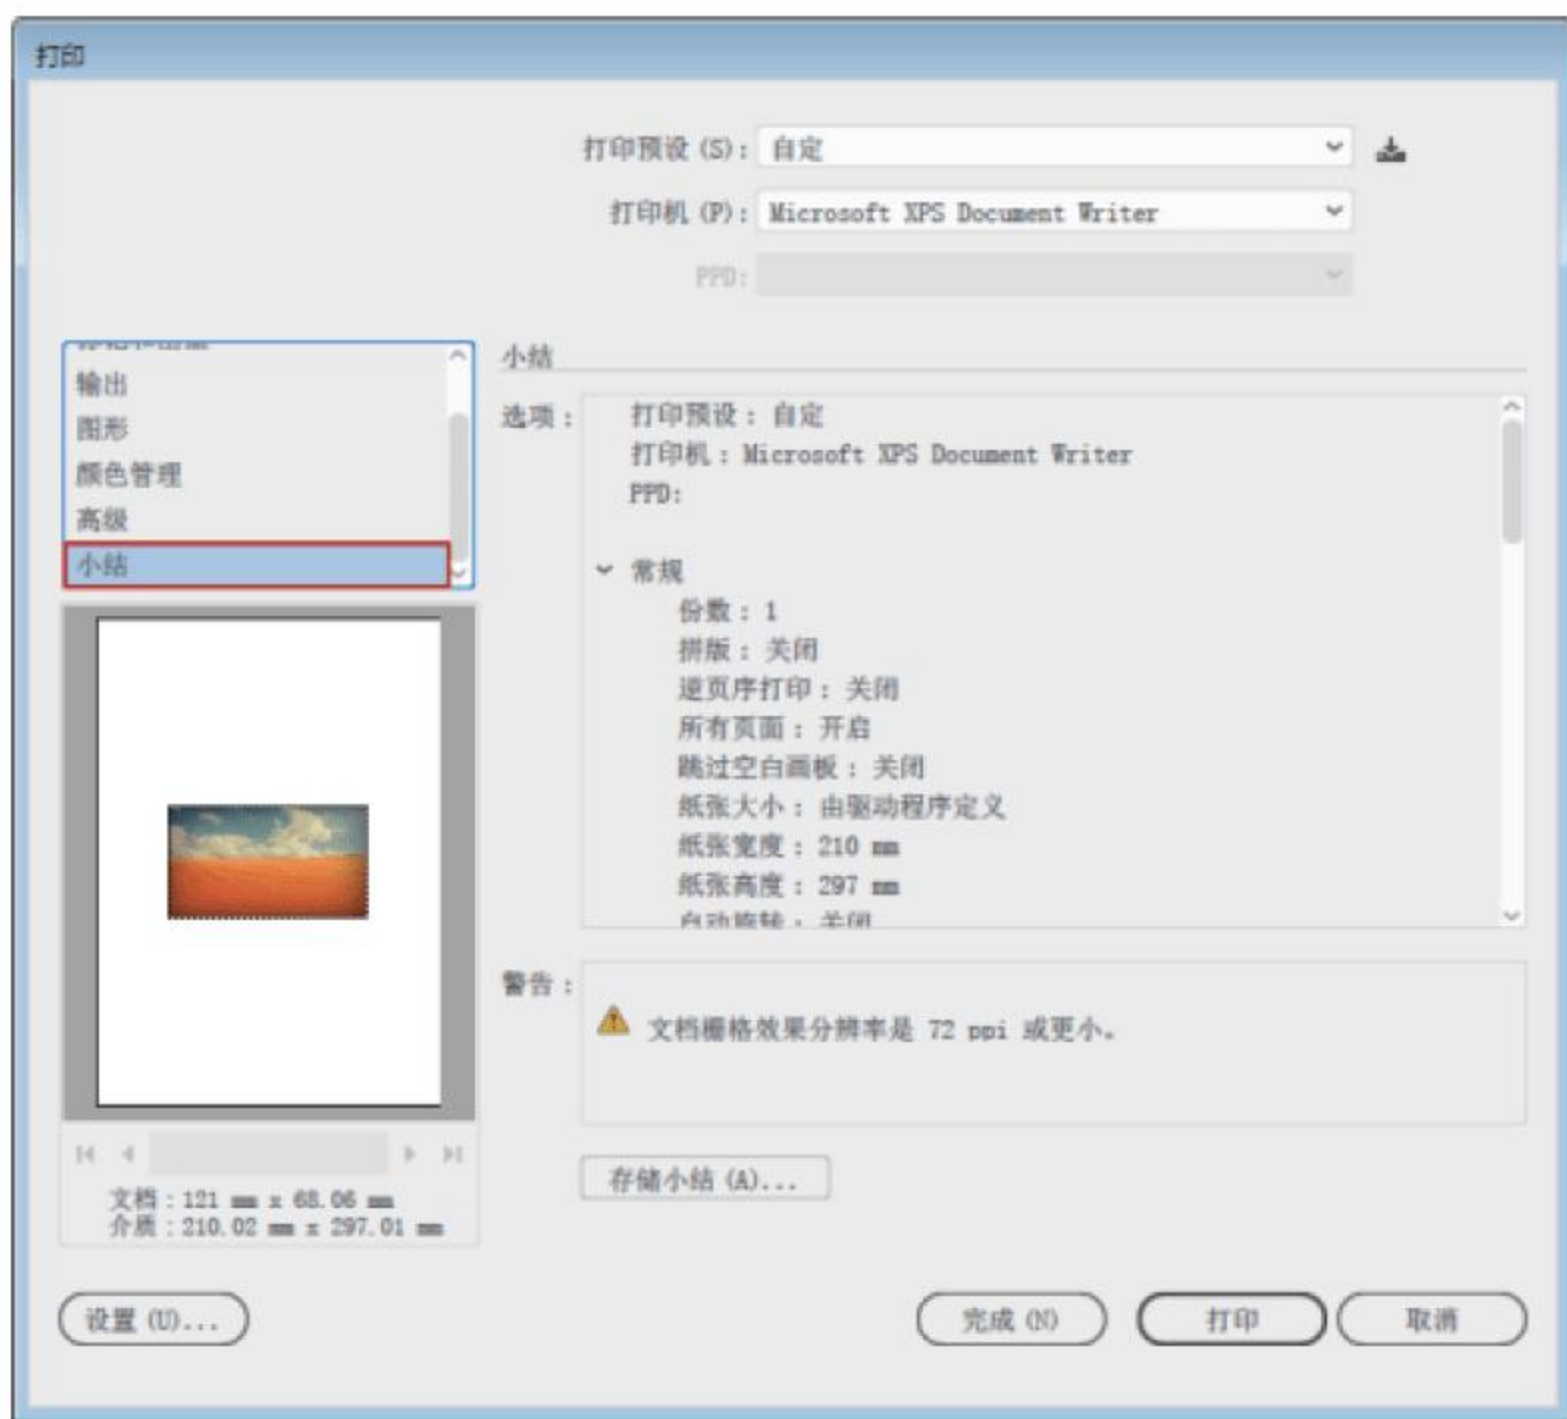 打印
打印预设 (S): 自定
打印机 (P): Microsoft XPS Document Writer
PPD:
输出
图形
颜色管理
高级
小结
小结
选项:
打印预设: 自定
打印机: Microsoft XPS Document Writer
PPD:
常规
份数: 1
拼版: 关闭
逆页序打印: 关闭
所有页面: 开启
跳过空白画板: 关闭
纸张大小: 由驱动程序定义
纸张宽度: 210 mm
纸张高度: 297 mm
自动旋转: 关闭
警告:
文档栅格效果分辨率是 72 ppi 或更小。
存储小结 (A)...
文档:121 mm x 68.06 mm
介质:210.02 mm x 297.01 mm
设置 (U)...
完成 (N)
打印
取消